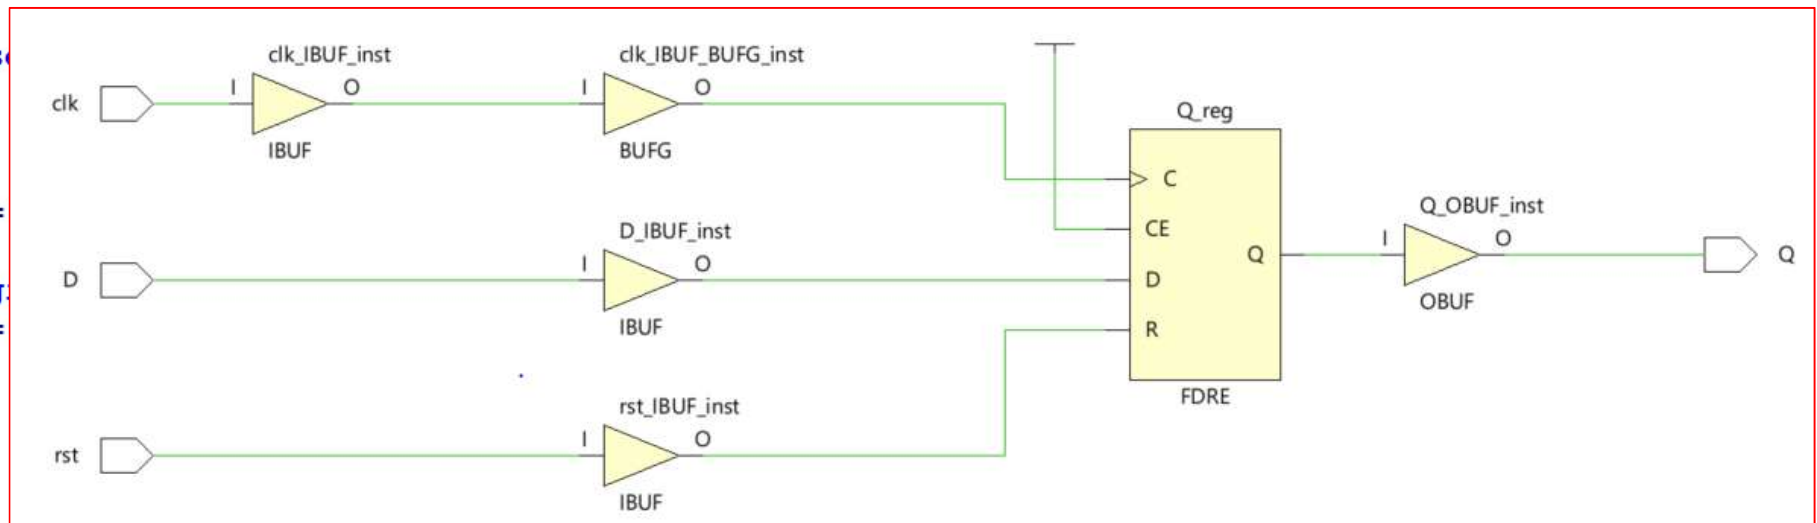 clk_IBUF_inst
clk_IBUF_BUFG_inst
clk
I
O
I
O
IBUF
BUFG
Q_reg
C
CE
D
R
Q
FDRE
Q_OBUF_inst
I
O
OBUF
Q
D_IBUF_inst
D
I
O
IBUF
rst_IBUF_inst
rst
I
O
IBUF